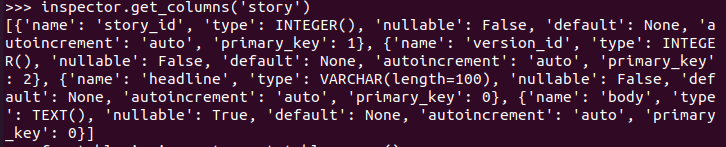 >>> inspector.get_columns('story')
[{'name': 'story_id', 'type': INTEGER(), 'nullable': False, 'default': None, 'a
utoincrement': 'auto', 'primary_key': 1}, {'name': 'version_id', 'type': INTEGE
R(), 'nullable': False, 'default': None, 'autoincrement': 'auto', 'primary_key'
: 2}, {'name': 'headline', 'type': VARCHAR(length=100), 'nullable': False, 'def
ault': None, 'autoincrement': 'auto', 'primary_key': 0}, {'name': 'body', 'type
': TEXT(), 'nullable': True, 'default': None, 'autoincrement': 'auto', 'primary
_key': 0}]